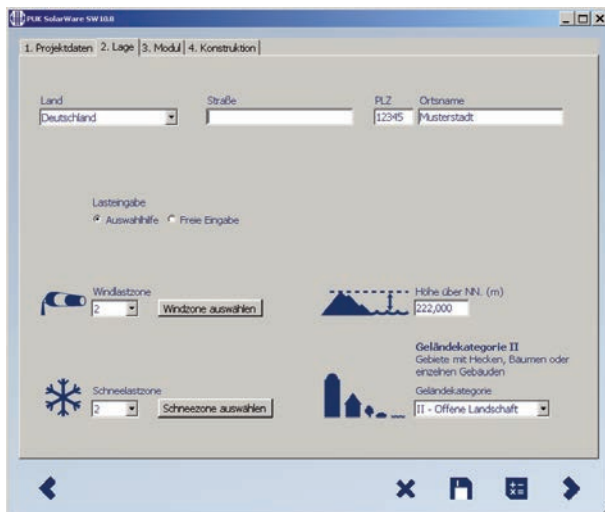 PUK SolarWare SW10.0
1. Projektdaten 2. Lage 3. Modul 4. Konstruktion
Land Straße PLZ Ortsname
Deutschland 12345 Musterstadt
Lasteingabe
Auswahlhilfe Freie Eingabe
Windlastzone Höhe über NN. (m)
2 Windzone auswählen 222,000
Geländekategorie II
Gebiete mit Hecken, Bäumen oder
einzelnen Gebäuden
Schneelastzone Geländekategorie
2 Schneezone auswählen II - Offene Landschaft